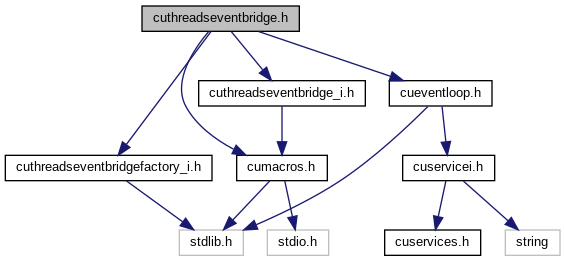 cuthreadseventbridge.h
cuthreadseventbridge_i.h
cueventloop.h
cuthreadseventbridgefactory_i.h
cumacros.h
cuservicei.h
stdlib.h
stdio.h
cuservices.h
string